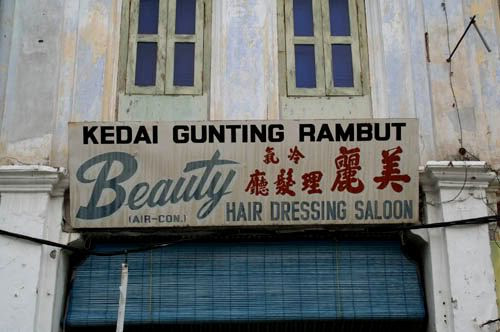 KEDAI GUNTING RAMBUT
Beauty
(AIR-CON.)
美麗理髮廳
冷氣
HAIR DRESSING SALOON